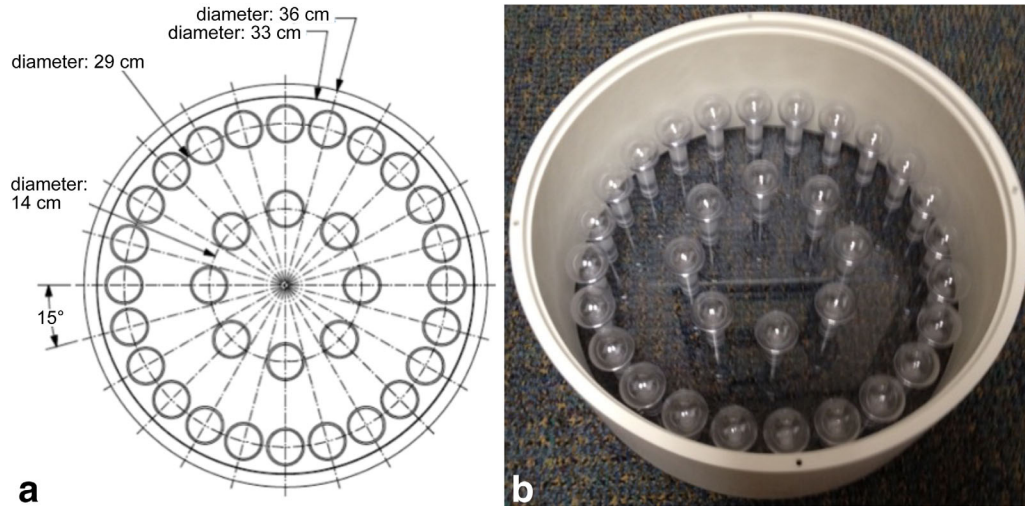 diameter: 36 cm
diameter: 33 cm
diameter: 29 cm
diameter:
14 cm
15°
a
b